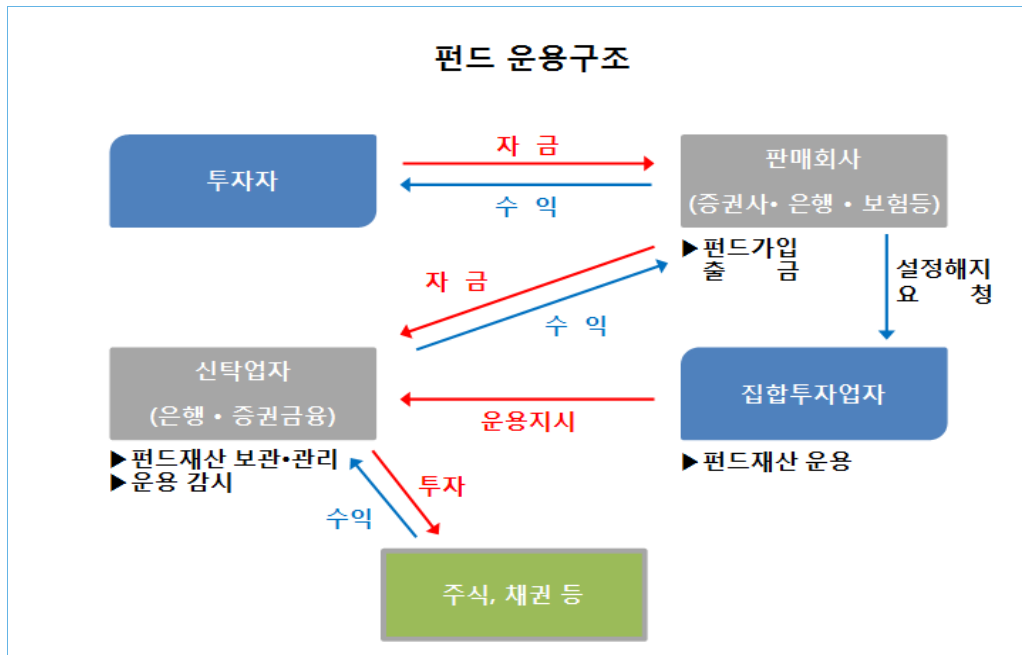 펀드 운용구조
투자자
자 금
수 익
판매회사
(증권사• 은행 • 보험등)
▶펀드가입
출 금
설정해지
요 청
자 금
수 익
신탁업자
(은행 • 증권금융)
▶펀드재산 보관•관리
▶운용 감시
운용지시
집합투자업자
▶펀드재산 운용
투자
수익
주식, 채권 등